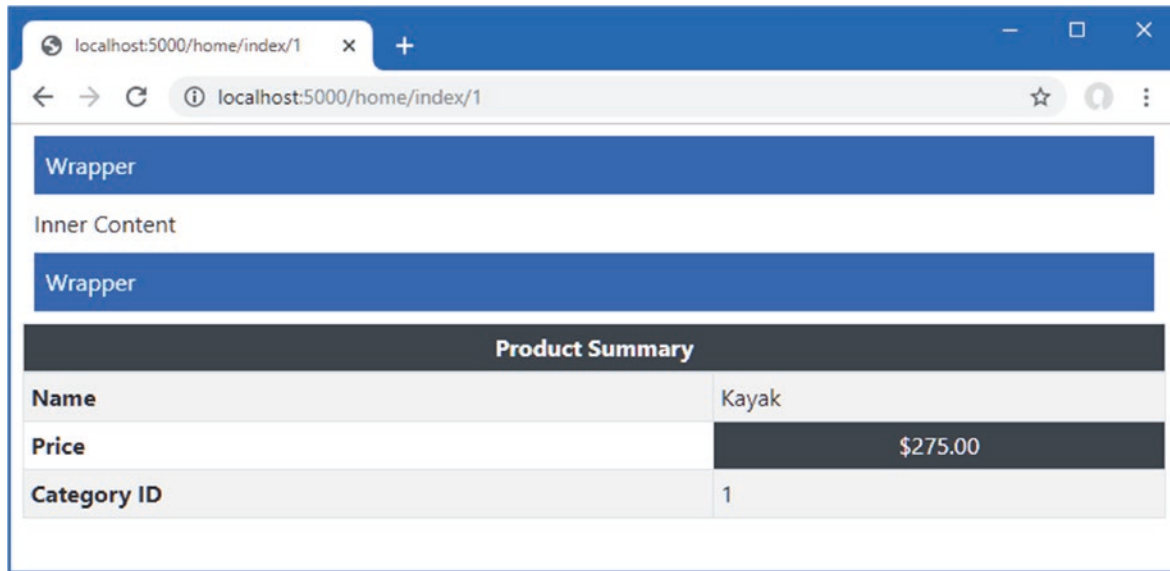 localhost:5000/home/index/1
localhost:5000/home/index/1
Wrapper
Inner Content
Wrapper
Product Summary
Name Kayak
Price $275.00
Category ID 1